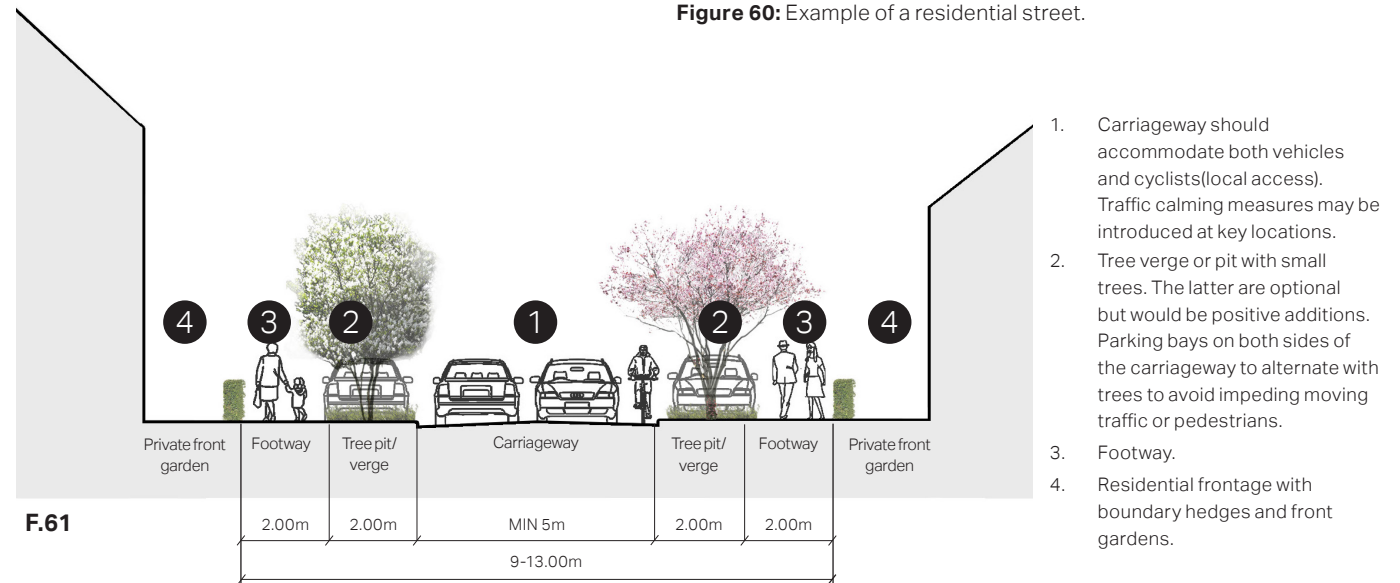 Figure 60: Example of a residential street.
4 3 2 1 2 3 4
Private front garden
Footway
Tree pit/ verge
Carriageway
Tree pit/ verge
Footway
Private front garden
F.61
2.00m 2.00m MIN 5m 2.00m 2.00m
9-13.00m
1. Carriageway should
accommodate both vehicles
and cyclists(local access).
Traffic calming measures may be
introduced at key locations.
2. Tree verge or pit with small
trees. The latter are optional
but would be positive additions.
Parking bays on both sides of
the carriageway to alternate with
trees to avoid impeding moving
traffic or pedestrians.
3. Footway.
4. Residential frontage with
boundary hedges and front
gardens.